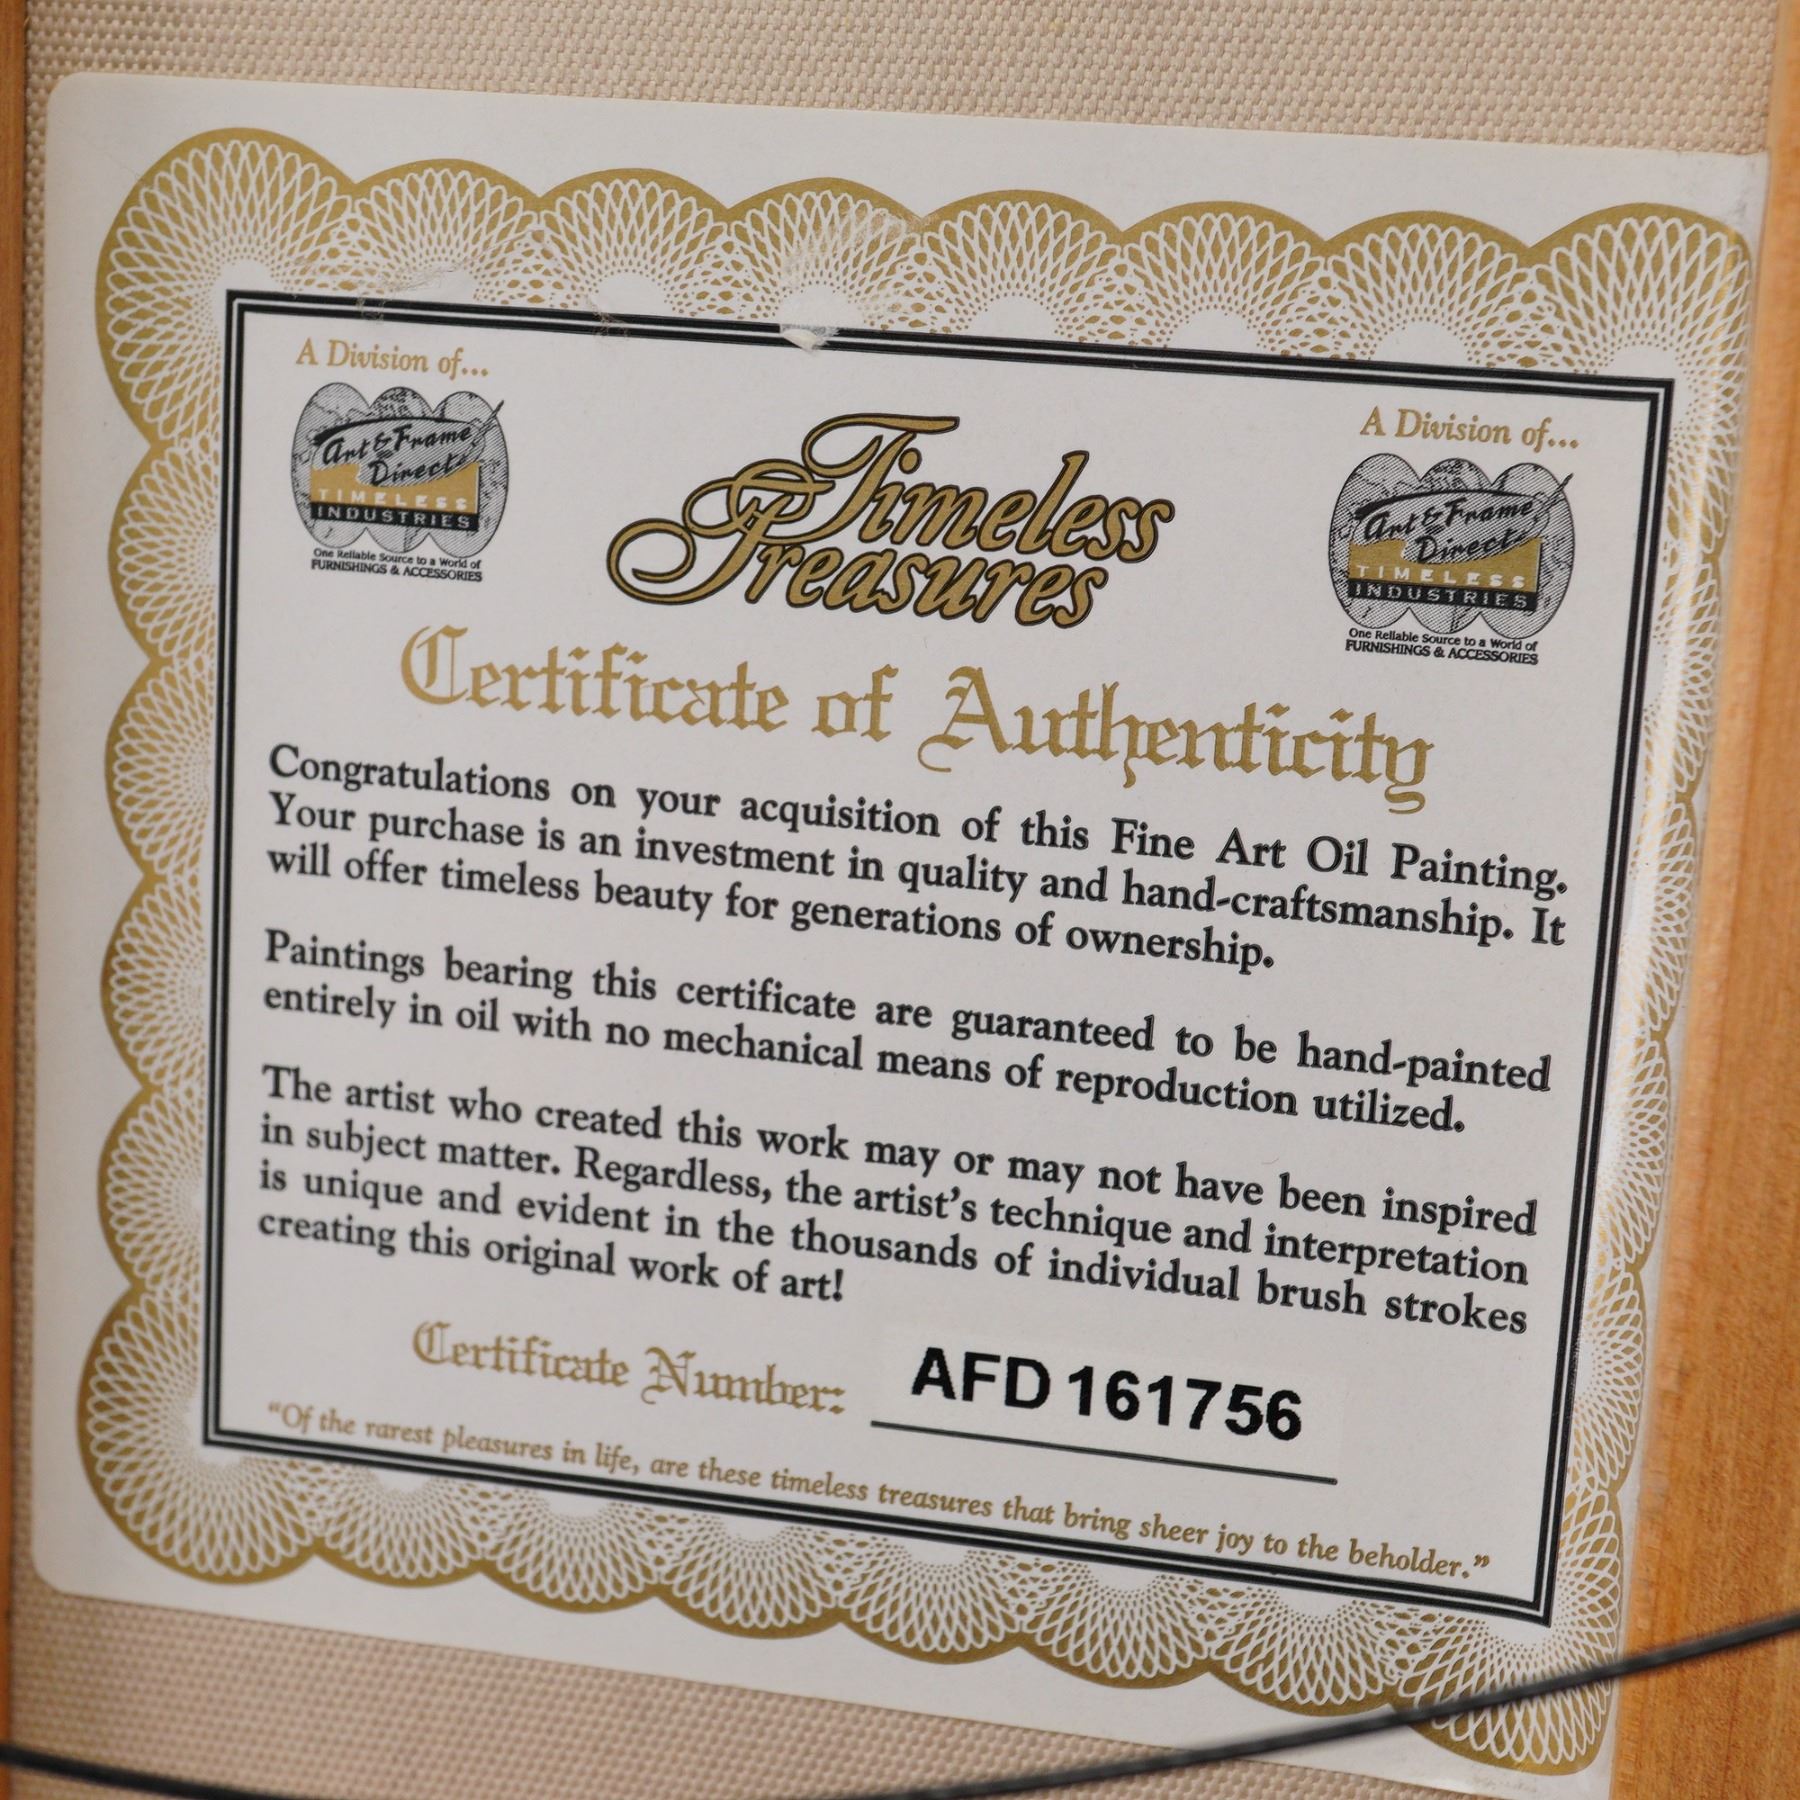 A Division of...
Art & Frame
Direct
TIMELESS
INDUSTRIES
One Reliable Source to a World of
FURNISHINGS & ACCESSORIES
Timeless
Treasures
A Division of...
Art & Frame
Direct
TIMELESS
INDUSTRIES
One Reliable Source to a World of
FURNISHINGS & ACCESSORIES
Certificate of Authenticity
Congratulations on your acquisition of this Fine Art Oil Painting.
Your purchase is an investment in quality and hand-craftsmanship. It
will offer timeless beauty for generations of ownership.
Paintings bearing this certificate are guaranteed to be hand-painted
entirely in oil with no mechanical means of reproduction utilized.
The artist who created this work may or may not have been inspired
in subject matter. Regardless, the artist's technique and interpretation
is unique and evident in the thousands of individual brush strokes
creating this original work of art!
Certificate Number: AFD 161756
"Of the rarest pleasures in life, are these timeless treasures that bring sheer joy to the beholder."